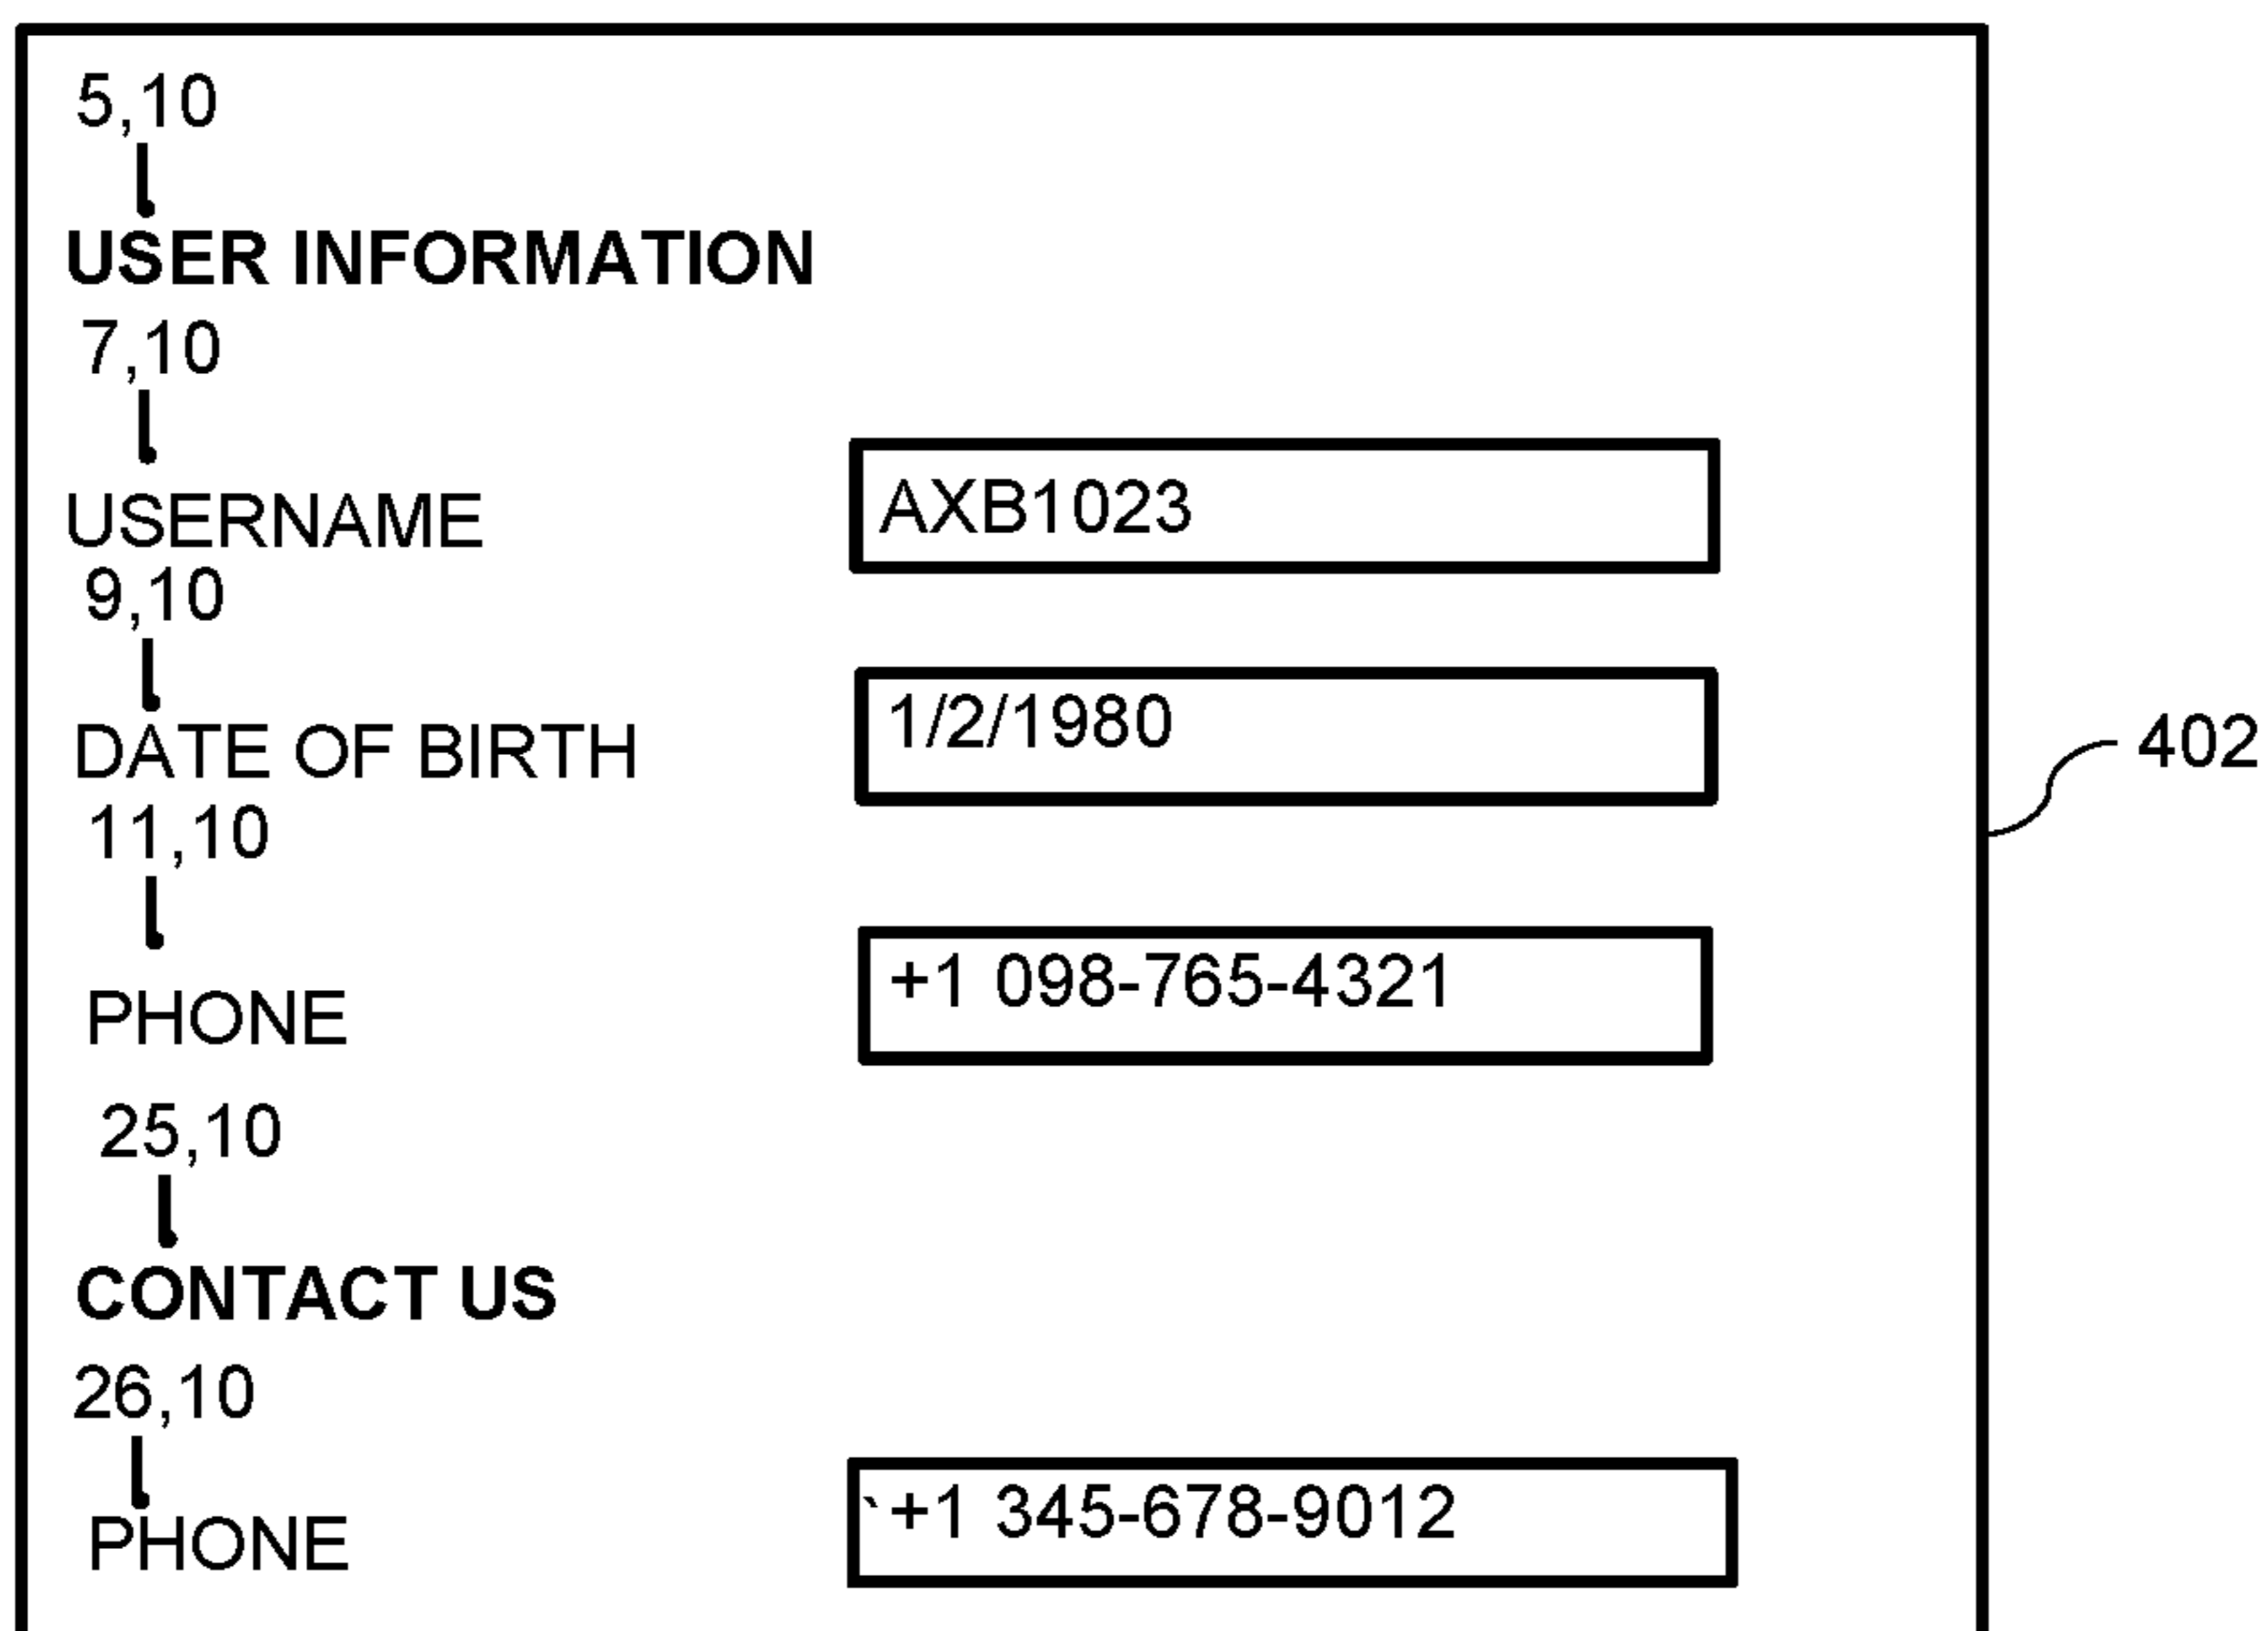 5,10
USER INFORMATION
7,10
USERNAME AXB1023
9,10
DATE OF BIRTH 1/2/1980
11,10
PHONE +1 098-765-4321
25,10
CONTACT US
26,10
PHONE `+1 345-678-9012
402